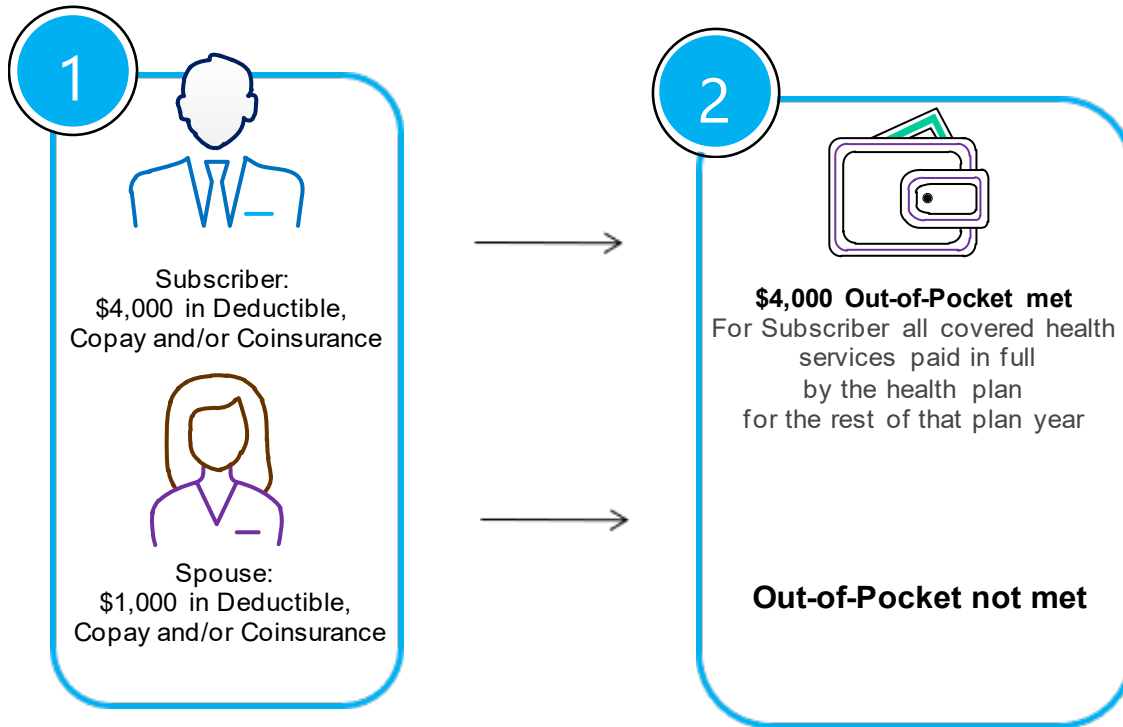 1
Subscriber:
$4,000 in Deductible,
Copay and/or Coinsurance
Spouse:
$1,000 in Deductible,
Copay and/or Coinsurance
2
$4,000 Out-of-Pocket met
For Subscriber all covered health
services paid in full
by the health plan
for the rest of that plan year
Out-of-Pocket not met